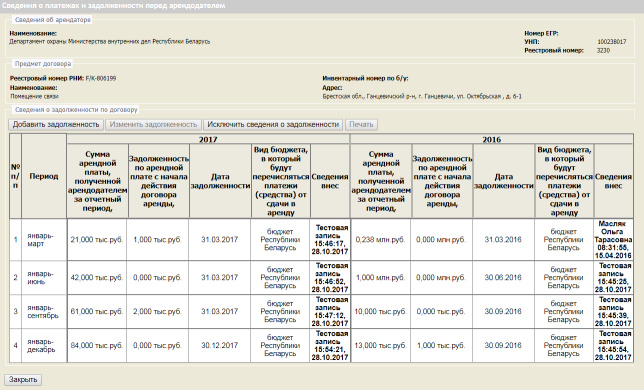 Сведения о платежах и задолженности перед арендодателем
Сведения об арендаторе
Наименование:
Номер ЕГР:
Департамент охраны Министерства внутренних дел Республики Беларусь
УНП: 100238017
Реестровый номер: 3230
Предмет договора
Реестровый номер РНИ: F/K-806199
Инвентарный номер по б/у:
Наименование:
Адрес:
Помещение связи
Брестская обл., Ганцевичский р-н, г. Ганцевичи, ул. Октябрьская , д. 6-1
Сведения о задолженности по договору
Добавить задолженность Изменить задолженность Исключить сведения о задолженности Печать
№ п/п Период 2017 2016
Сумма арендной платы, полученной арендодателем за отчетный период, Задолженность по арендной плате с начала действия договора аренды, Дата задолженности Вид бюджета, в который будут перечисляться платежи (средства) от сдачи в аренду Сведения внес
Сумма арендной платы, полученной арендодателем за отчетный период, Задолженность по арендной плате с начала действия договора аренды, Дата задолженности Вид бюджета, в который будут перечисляться платежи (средства) от сдачи в аренду Сведения внес
1 январь-март 21,000 тыс.руб. 1,000 тыс.руб. 31.03.2017 бюджет Республики Беларусь Тестовая запись 15:46:17, 28.10.2017 0,238 млн.руб. 0,000 млн.руб. 31.03.2016 бюджет Республики Беларусь Масляк Ольга Тарасовна 08:31:55, 15.04.2016
2 январь-июнь 42,000 тыс.руб. 0,000 тыс.руб. 31.03.2017 бюджет Республики Беларусь Тестовая запись 15:46:52, 28.10.2017 1,000 млн.руб. 0,000 млн.руб. 30.06.2016 бюджет Республики Беларусь Тестовая запись 15:45:25, 28.10.2017
3 январь-сентябрь 61,000 тыс.руб. 2,000 тыс.руб. 31.03.2017 бюджет Республики Беларусь Тестовая запись 15:47:12, 28.10.2017 10,000 тыс.руб. 0,000 тыс.руб. 30.09.2016 бюджет Республики Беларусь Тестовая запись 15:45:39, 28.10.2017
4 январь-декабрь 84,000 тыс.руб. 0,000 тыс.руб. 30.12.2017 бюджет Республики Беларусь Тестовая запись 15:54:21, 28.10.2017 13,000 тыс.руб. 1,000 тыс.руб. 30.09.2016 бюджет Республики Беларусь Тестовая запись 15:45:54, 28.10.2017
Закрыть